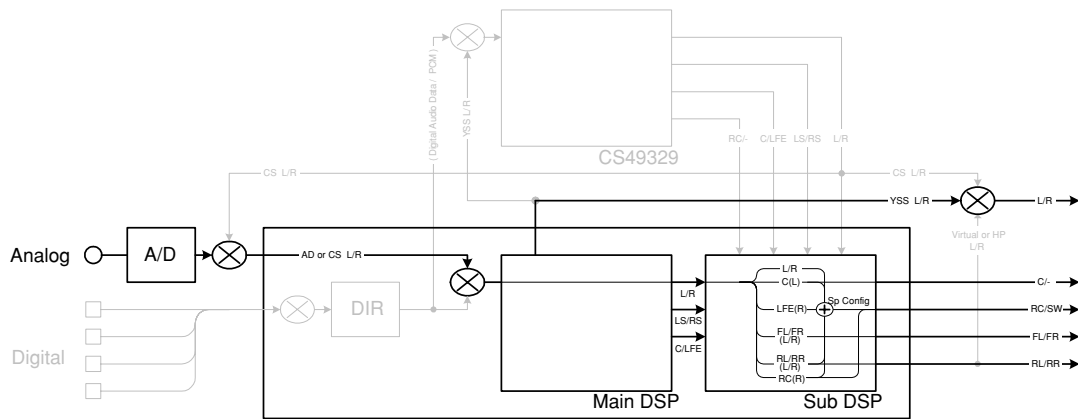 ( Digital Audio Data / PCM )
YSS L/R
RC/-
C/LFE
LS/RS
L/R
CS49329
CS L/R
CS L/R
YSS L/R
L/R
Virtual or HP
L/R
Analog
A/D
AD or CS L/R
DIR
Digital
L/R
LS/RS
C/LFE
L/R
C(L)
Sp Config
LFE(R)
+
FL/FR
(L/R)
RL/RR
(L/R)
RC(R)
C/-
RC/SW
FL/FR
RL/RR
Main DSP
Sub DSP